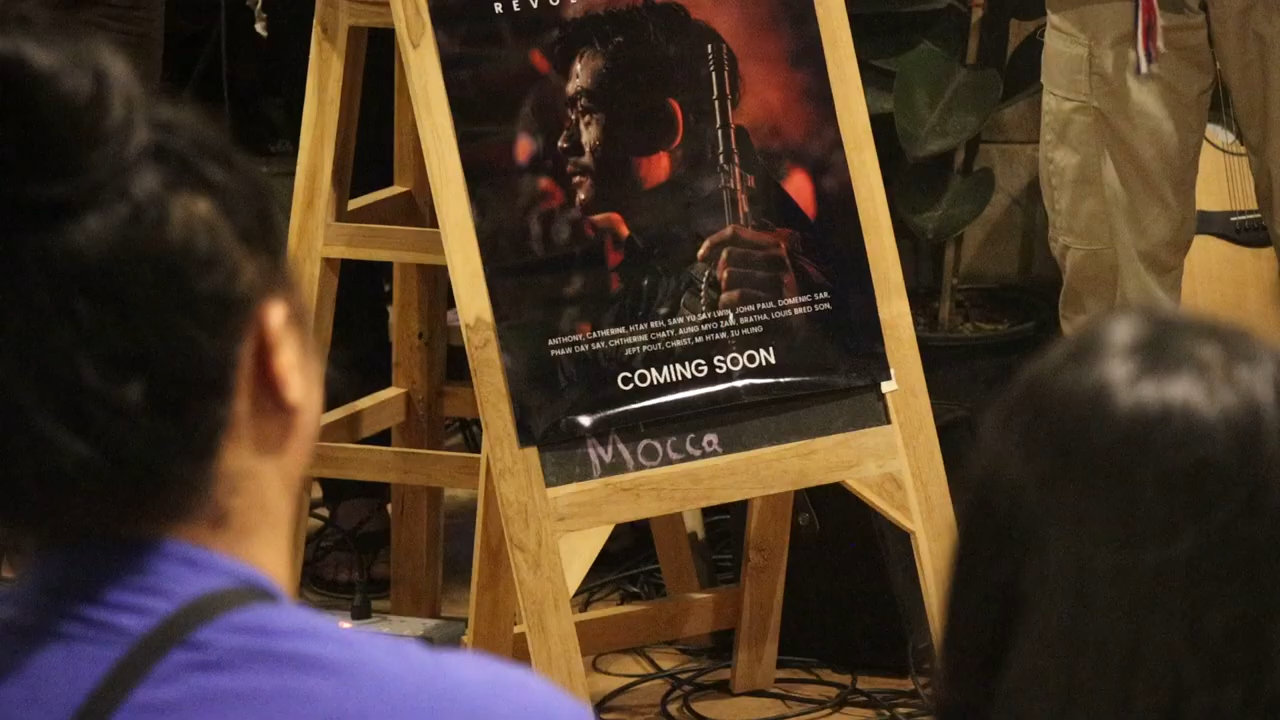 ANTHONY, CATHERINE, HTAY REH, SAW YU SAY LWIN, JOHN PAUL, DOMENIC SAR,
PHAW DAY SAY, CHTHERINE CHATY, AUNG MYO ZAW, BRATHA, LOUIS BRED SON,
JEPT POUT, CHRIST, MI HTAW, ZU HLING
COMING SOON
Mocca